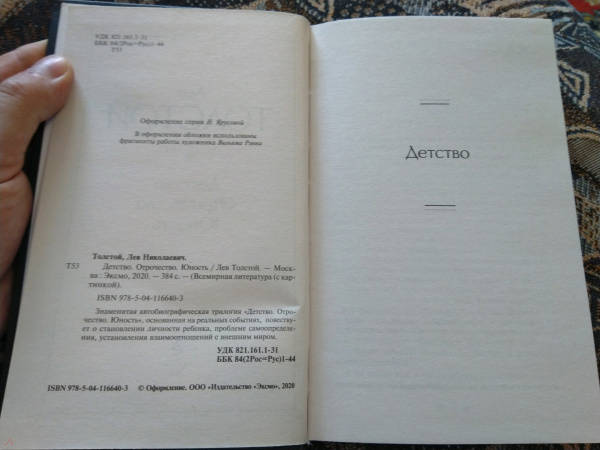 УДК 821.161.1-31
ББК 84(2Рос=Рус)1-44
Т53
Оформление серии Н. Ярусовой
В оформлении обложки использованы
фрагменты работы художника Вильяма Рэвна
Толстой, Лев Николаевич.
Т53 Детство. Отрочество. Юность / Лев Толстой. — Моск-
ва : Эксмо, 2020. — 384 с. — (Всемирная литература (с кар-
тинкой).
ISBN 978-5-04-116640-3
Знаменитая автобиографическая трилогия «Детство. Отро-
чество. Юность», основанная на реальных событиях, повеству-
ет о становлении личности ребенка, проблеме самоопределе-
ния, установления взаимоотношений с внешним миром.
УДК 821.161.1-31
ББК 84(2Рос=Рус)1-44
ISBN 978-5-04-116640-3 © Оформление. ООО «Издательство «Эксмо», 2020
Детство